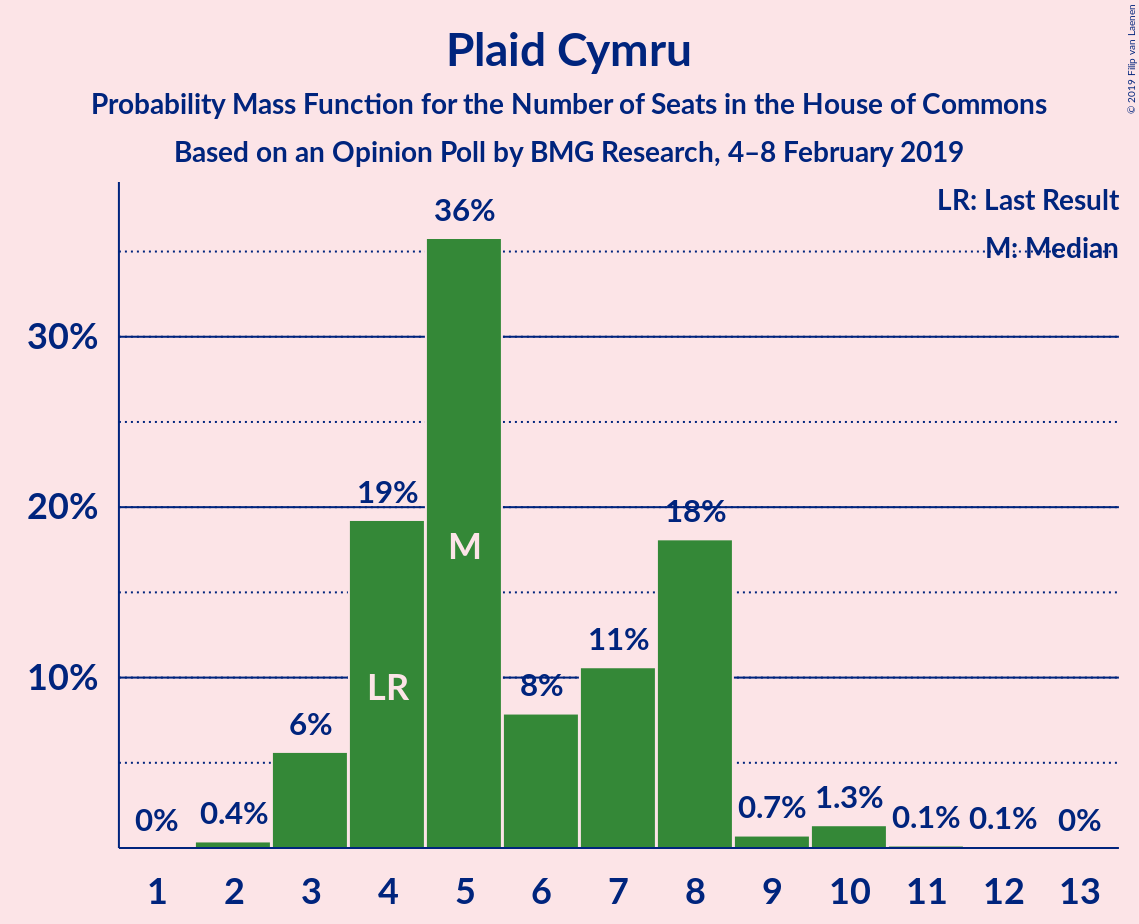 Plaid Cymru
Probability Mass Function for the Number of Seats in the House of Commons
Based on an Opinion Poll by BMG Research, 4–8 February 2019
© 2019 Filip van Laenen
LR: Last Result
M: Median
36%
30%
20%
19%
18%
M
11%
10%
LR
8%
6%
0%
0.4%
0.7%
1.3%
0.1%
0.1%
0%
1 2 3 4 5 6 7 8 9 10 11 12 13